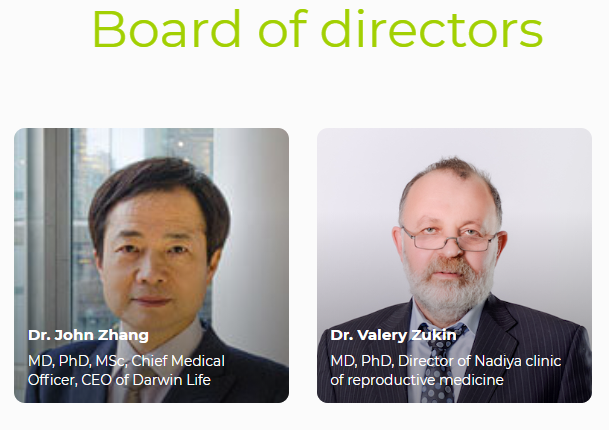 Board of directors
Dr. John Zhang
MD, PhD, MSc, Chief Medical
Officer, CEO of Darwin Life
Dr. Valery Zukin
MD, PhD, Director of Nadiya clinic
of reproductive medicine